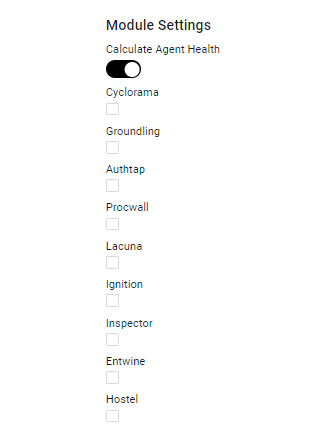 Module Settings
Calculate Agent Health
Cyclorama
Groundling
Authtap
Procwall
Lacuna
Ignition
Inspector
Entwine
Hostel